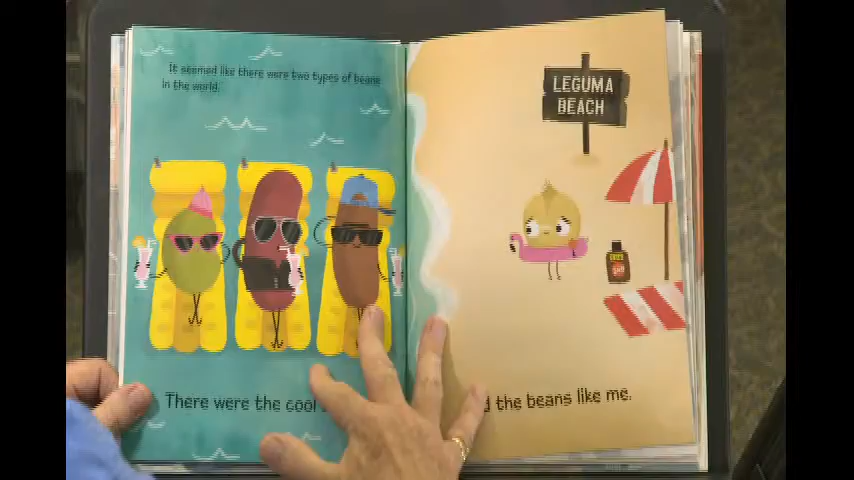 It seemed like there were two types of beans
in the world.
LEGUMA
BEACH
There were the cool
the beans like me.